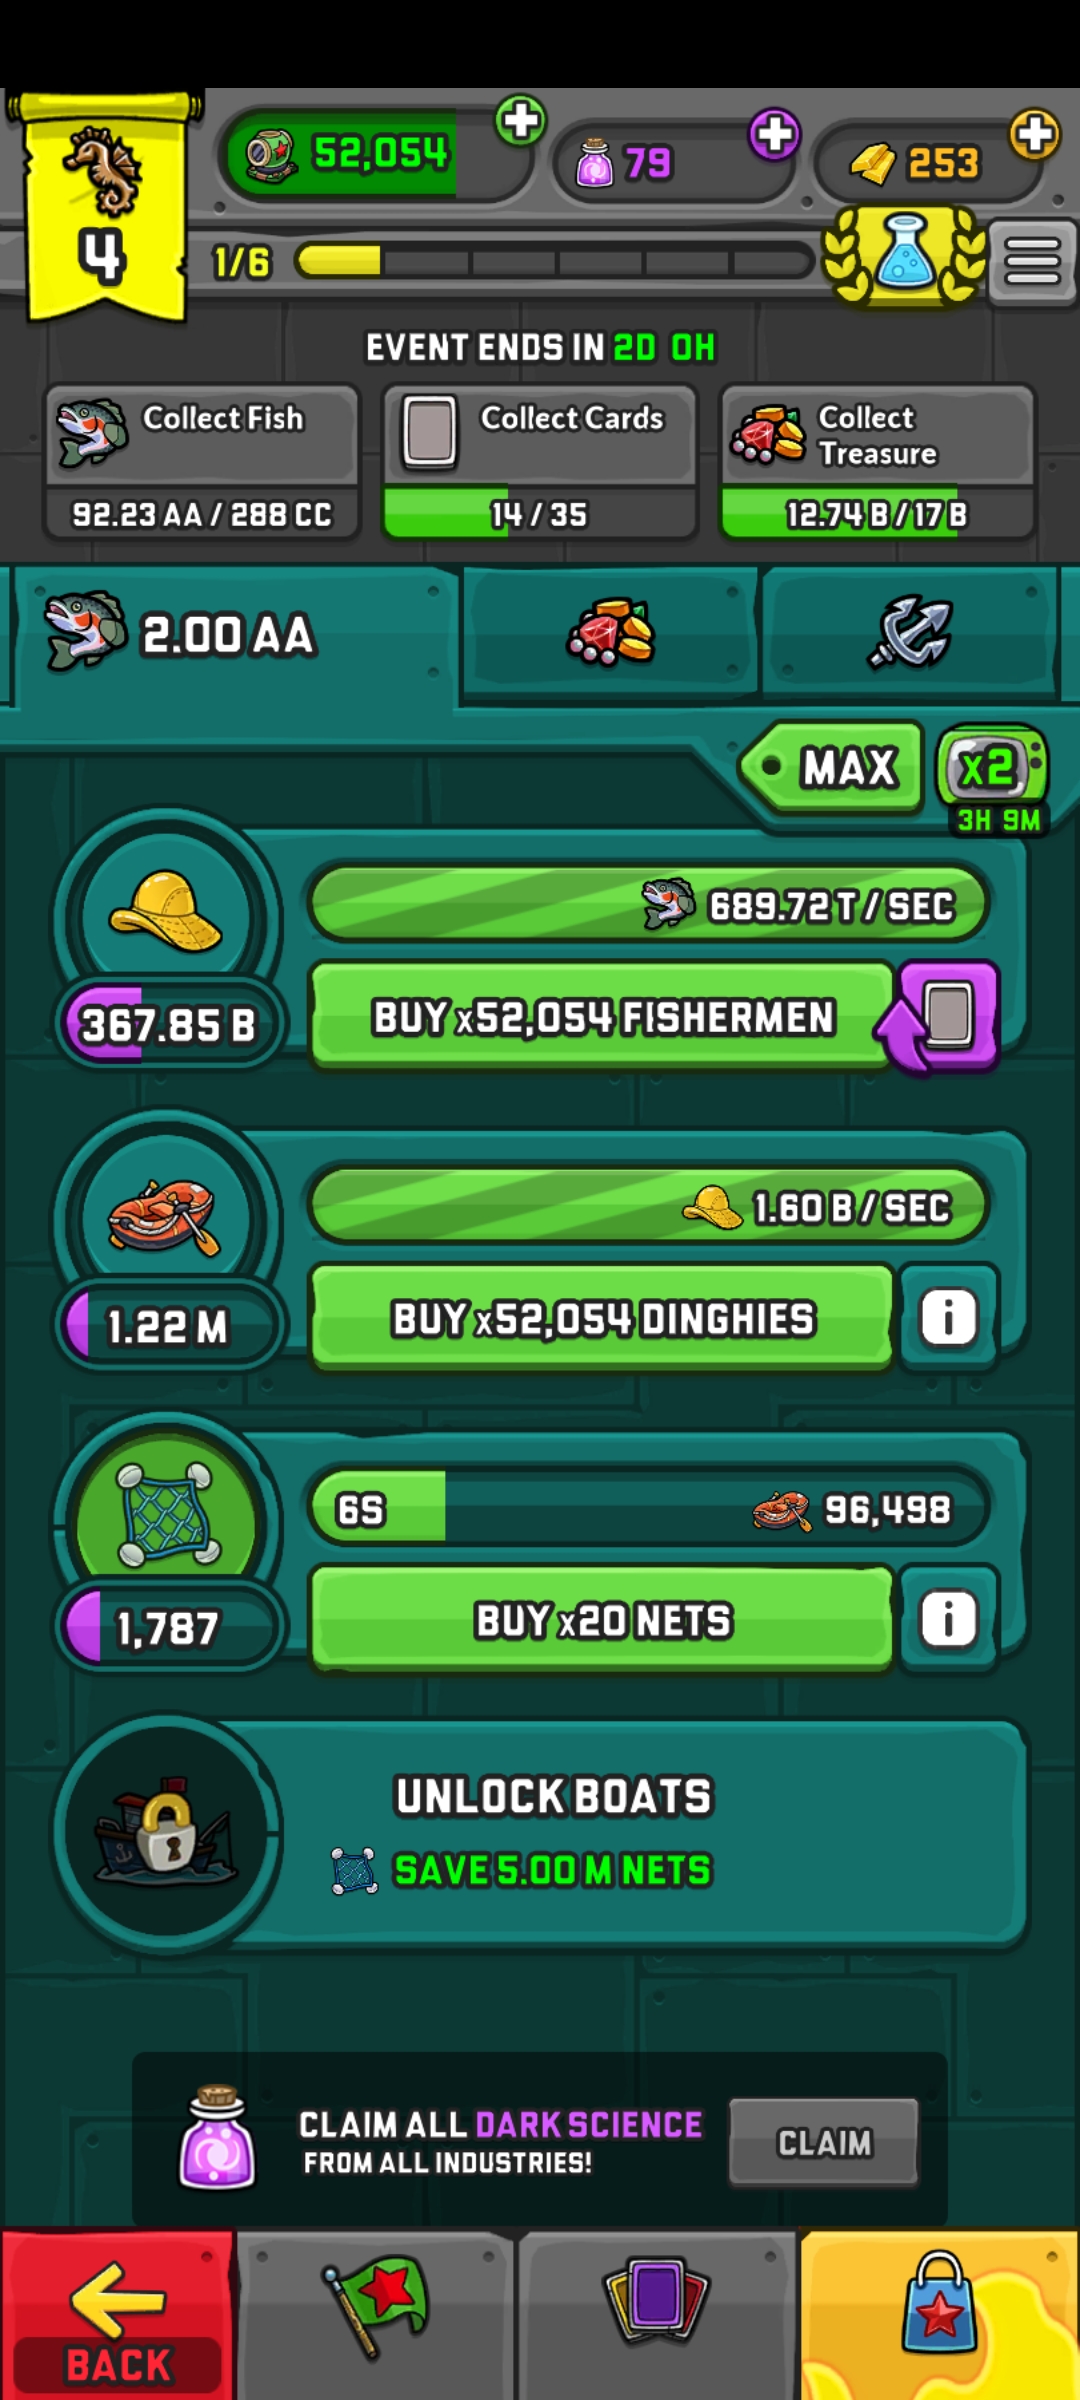 52,054
79
253
4
1/6
EVENT ENDS IN 2D 0H
Collect Fish
92.23 AA / 288 CC
Collect Cards
14 / 35
Collect
Treasure
12.74 B / 17 B
2.00 AA
MAX
x2
3H 9M
689.72 T / SEC
367.85 B
BUY x52,054 FISHERMEN
1.60 B / SEC
1.22 M
BUY x52,054 DINGHIES
i
6S
96,498
1,787
BUY x20 NETS
i
UNLOCK BOATS
SAVE 5.00 M NETS
CLAIM ALL DARK SCIENCE
FROM ALL INDUSTRIES!
CLAIM
BACK